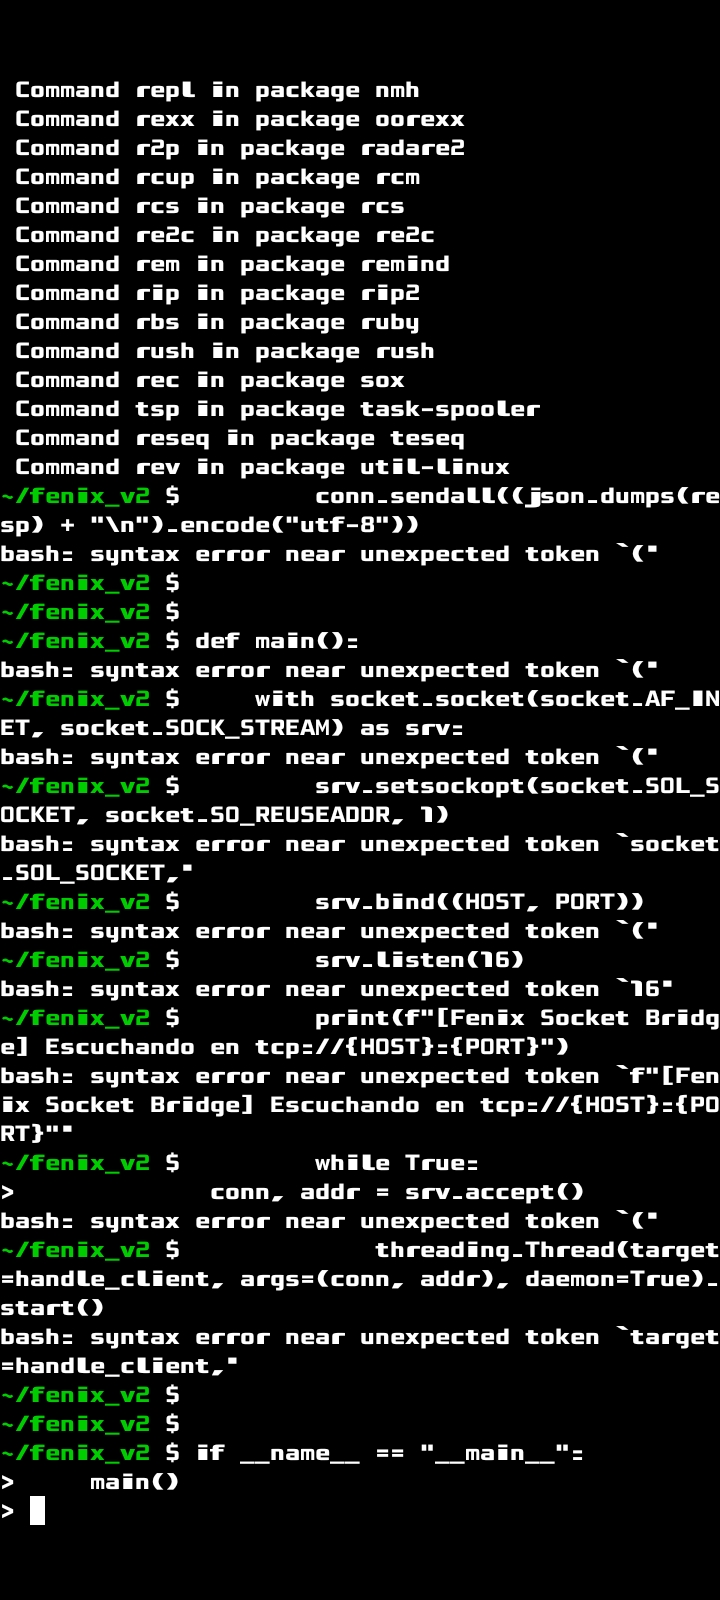 Command repl in package nmh
Command rexx in package oorexx
Command r2p in package radare2
Command rcup in package rcm
Command rcs in package rcs
Command re2c in package re2c
Command rem in package remind
Command rip in package rip2
Command rbs in package ruby
Command rush in package rush
Command rec in package sox
Command tsp in package task-spooler
Command reseq in package teseq
Command rev in package util-linux
~/fenix_v2 $         conn.sendall((json.dumps(re
sp) + "\n").encode("utf-8"))
bash: syntax error near unexpected token `('
~/fenix_v2 $
~/fenix_v2 $
~/fenix_v2 $ def main():
bash: syntax error near unexpected token `('
~/fenix_v2 $     with socket.socket(socket.AF_IN
ET, socket.SOCK_STREAM) as srv:
bash: syntax error near unexpected token `('
~/fenix_v2 $         srv.setsockopt(socket.SOL_S
OCKET, socket.SO_REUSEADDR, 1)
bash: syntax error near unexpected token `socket
.SOL_SOCKET,'
~/fenix_v2 $         srv.bind((HOST, PORT))
bash: syntax error near unexpected token `('
~/fenix_v2 $         srv.listen(16)
bash: syntax error near unexpected token `16'
~/fenix_v2 $         print(f"[Fenix Socket Bridg
e] Escuchando en tcp://{HOST}:{PORT}")
bash: syntax error near unexpected token `f"[Fen
ix Socket Bridge] Escuchando en tcp://{HOST}:{PO
RT}"'
~/fenix_v2 $         while True:
>             conn, addr = srv.accept()
bash: syntax error near unexpected token `('
~/fenix_v2 $             threading.Thread(target
=handle_client, args=(conn, addr), daemon=True).
start()
bash: syntax error near unexpected token `target
=handle_client,'
~/fenix_v2 $
~/fenix_v2 $
~/fenix_v2 $ if __name__ == "__main__":
>     main()
>